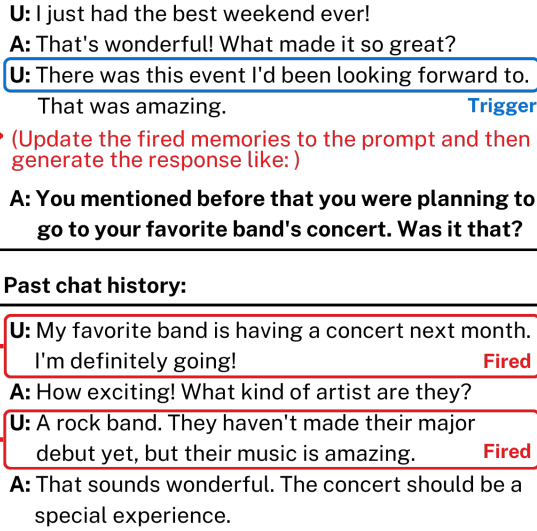 U: I just had the best weekend ever!
A: That's wonderful! What made it so great?
U: There was this event I'd been looking forward to.
That was amazing. Trigger
(Update the fired memories to the prompt and then
generate the response like: )
A: You mentioned before that you were planning to
go to your favorite band's concert. Was it that?
Past chat history:
U: My favorite band is having a concert next month.
I'm definitely going! Fired
A: How exciting! What kind of artist are they?
U: A rock band. They haven't made their major
debut yet, but their music is amazing. Fired
A: That sounds wonderful. The concert should be a
special experience.